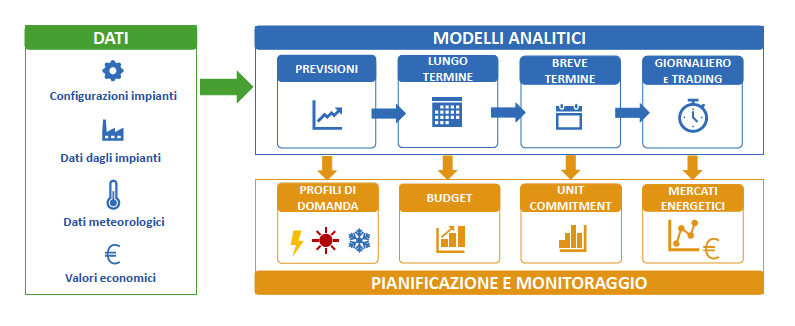 DATI
Configurazioni impianti
Dati dagli impianti
Dati meteorologici
€
Valori economici
MODELLI ANALITICI
PREVISIONI
LUNGO
TERMINE
BREVE
TERMINE
GIORNALIERO
E TRADING
PROFILI DI
DOMANDA
BUDGET
UNIT
COMMITMENT
MERCATI
ENERGETICI
€
PIANIFICAZIONE E MONITORAGGIO